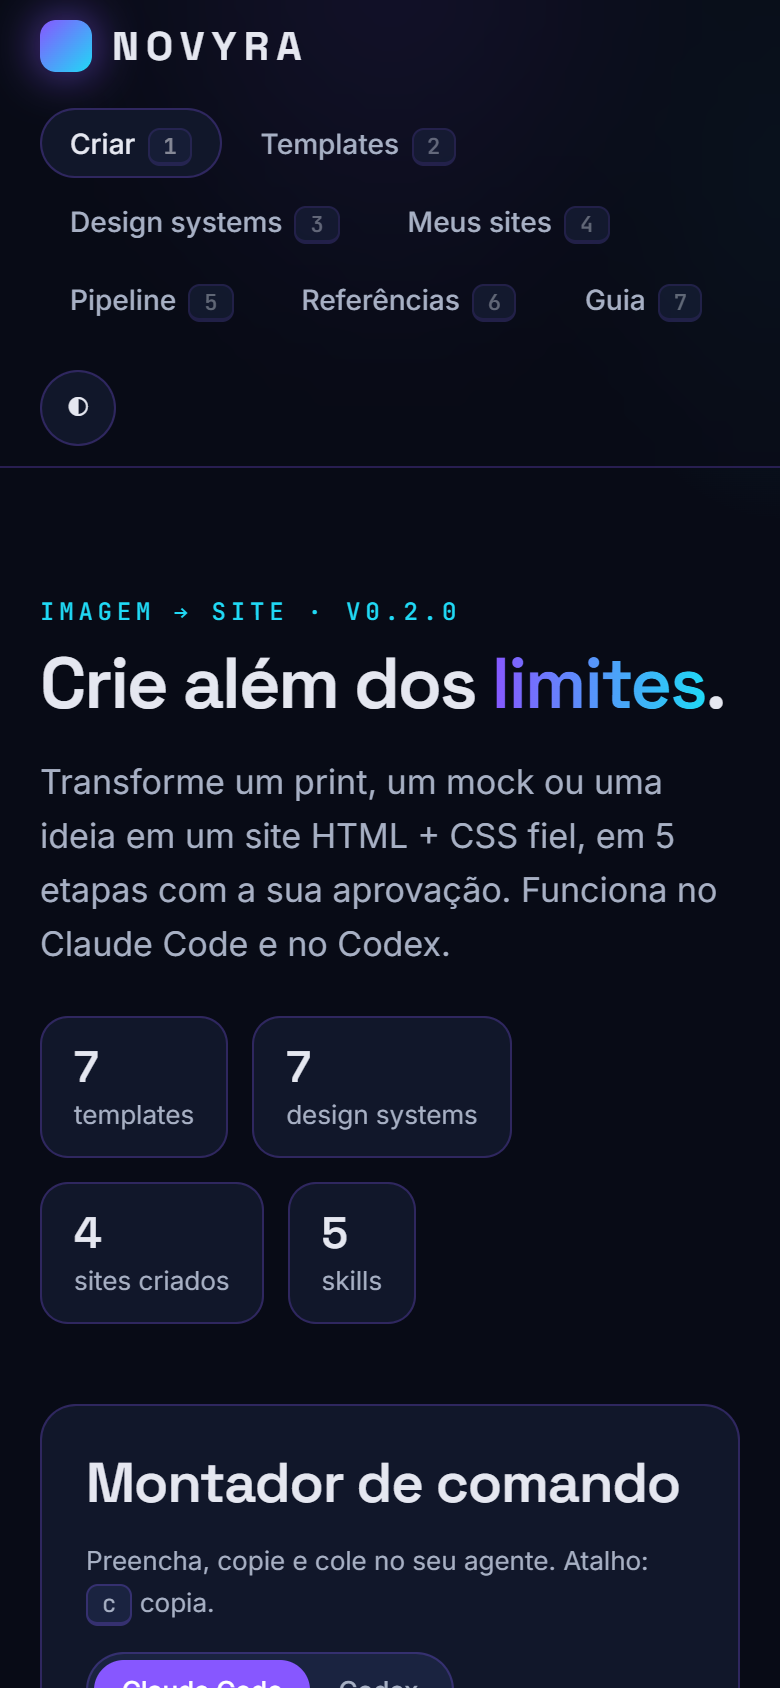 NOVYRA
Criar 1 Templates 2
Design systems 3 Meus sites 4
Pipeline 5 Referências 6 Guia 7
IMAGEM → SITE · V0.2.0
Crie além dos limites.
Transforme um print, um mock ou uma
ideia em um site HTML + CSS fiel, em 5
etapas com a sua aprovação. Funciona no
Claude Code e no Codex.
7 7
templates design systems
4 5
sites criados skills
Montador de comando
Preencha, copie e cole no seu agente. Atalho:
c copia.
Claude Code Codex